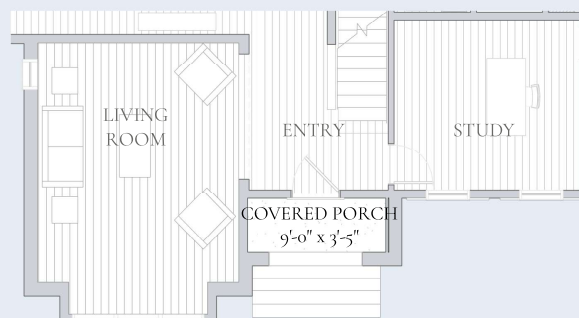 LIVING
ROOM
ENTRY
STUDY
COVERED PORCH
9'-0" x 3'-5"